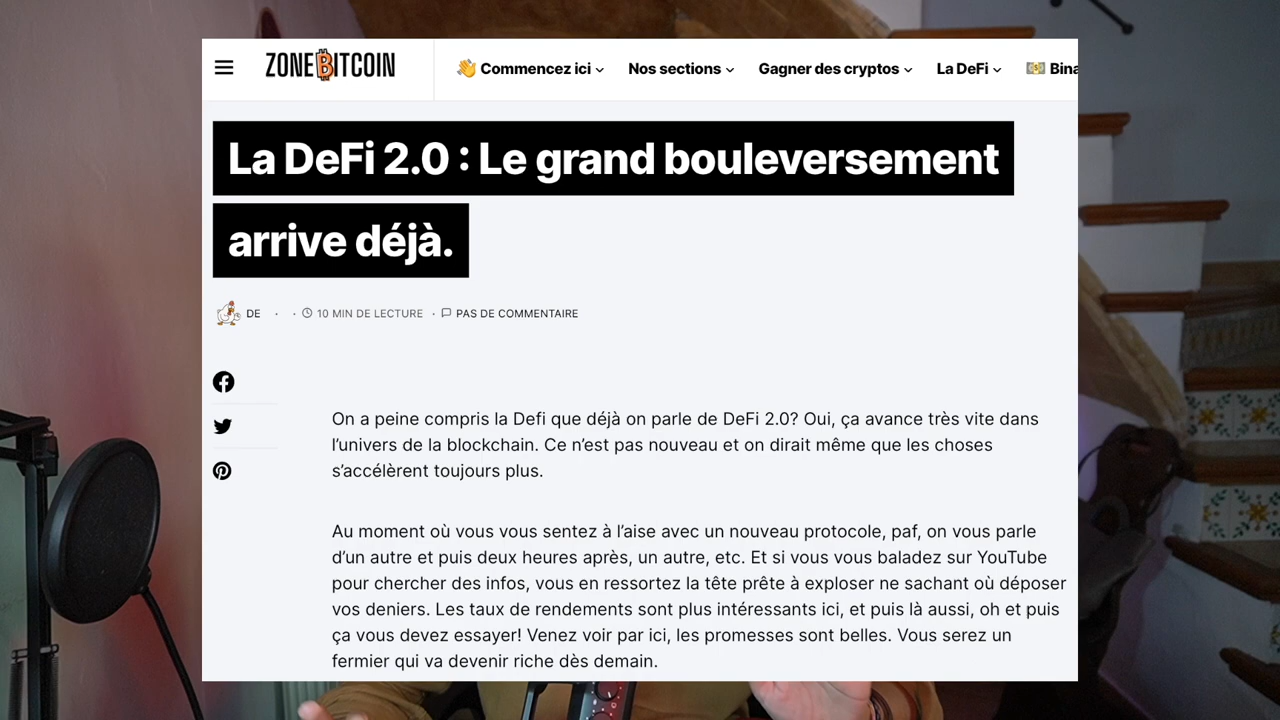 ZONEBITCOIN
👋 Commencez ici
Nos sections
Gagner des cryptos
La DeFi
💵 Bina
La DeFi 2.0 : Le grand bouleversement
arrive déjà.
DE · · 10 MIN DE LECTURE · PAS DE COMMENTAIRE
On a peine compris la Defi que déjà on parle de DeFi 2.0? Oui, ça avance très vite dans
l’univers de la blockchain. Ce n’est pas nouveau et on dirait même que les choses
s’accélèrent toujours plus.
Au moment où vous vous sentez à l’aise avec un nouveau protocole, paf, on vous parle
d’un autre et puis deux heures après, un autre, etc. Et si vous vous baladez sur YouTube
pour chercher des infos, vous en ressortez la tête prête à exploser ne sachant où déposer
vos deniers. Les taux de rendements sont plus intéressants ici, et puis là aussi, oh et puis
ça vous devez essayer! Venez voir par ici, les promesses sont belles. Vous serez un
fermier qui va devenir riche dès demain.